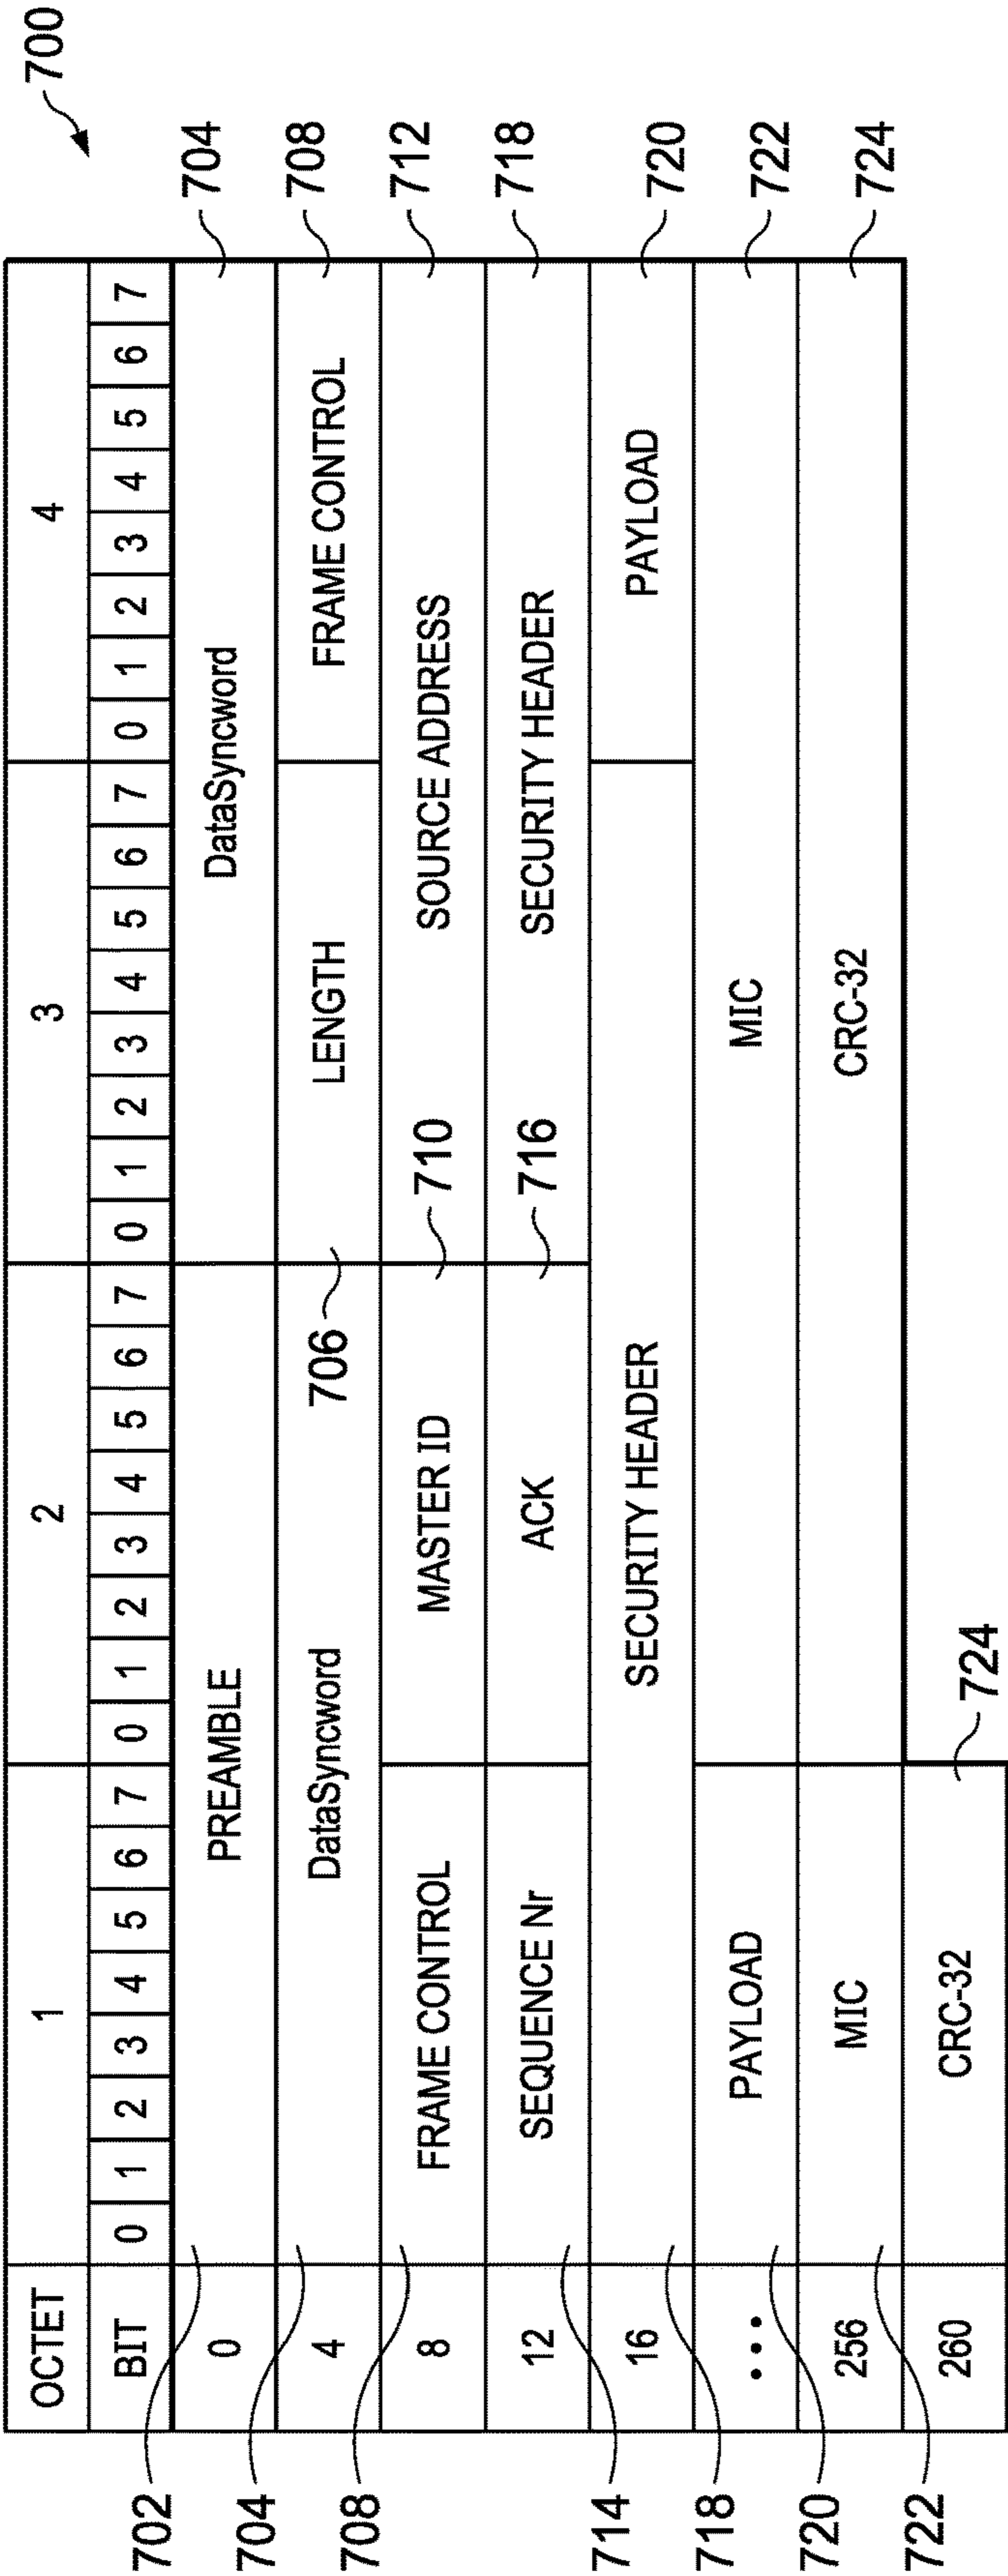 700
OCTET 1 2 3 4
BIT 0 1 2 3 4 5 6 7 0 1 2 3 4 5 6 7 0 1 2 3 4 5 6 7 0 1 2 3 4 5 6 7
702 0 PREAMBLE DataSyncword 704
704 4 DataSyncword 706 LENGTH FRAME CONTROL 708
708 8 FRAME CONTROL MASTER ID 710 SOURCE ADDRESS 712
12 SEQUENCE Nr ACK 716 SECURITY HEADER 718
714 16 SECURITY HEADER PAYLOAD 720
718 ... PAYLOAD MIC 722
720 256 MIC CRC-32 724
722 260 CRC-32 724